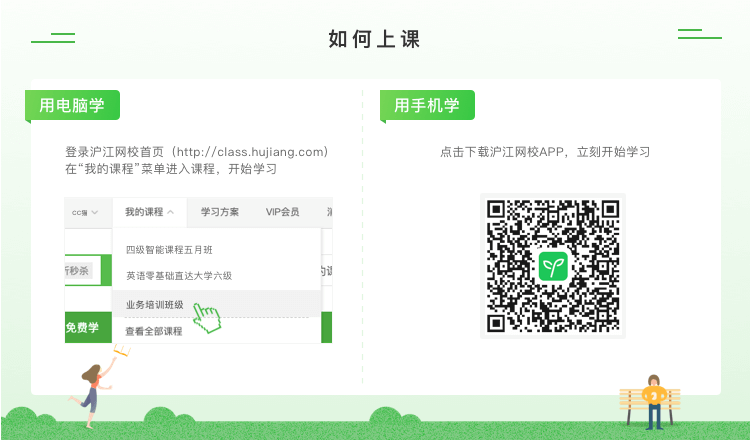 如何上课
用电脑学
登录沪江网校首页（http://class.hujiang.com）
在“我的课程”菜单进入课程，开始学习
cc猫 我的课程 学习方案 VIP会员
四级智能课程五月班
英语零基础直达大学六级
秒杀
业务培训班级
免费学
查看全部课程
用手机学
点击下载沪江网校APP，立刻开始学习